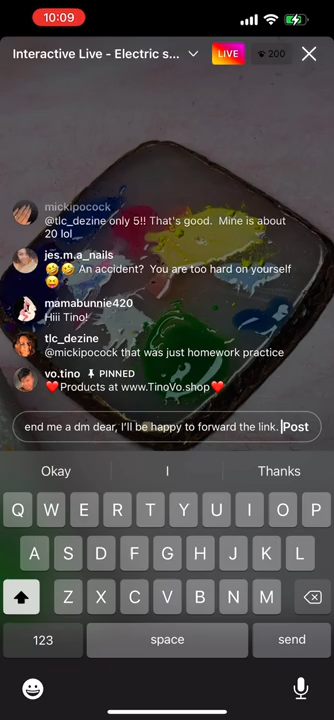 10:09
Interactive Live - Electric s...
LIVE
200
mickipocock
@tlc_dezine only 5!! That's good. Mine is about
20 lol
jes.m.a_nails
🤣🤣 An accident? You are too hard on yourself
😝
mamabunnie420
Hiii Tino!
tlc_dezine
@mickipocock that was just homework practice
vo.tino PINNED
❤️Products at www.TinoVo.shop❤️
end me a dm dear, I’ll be happy to forward the link. Post
Okay I Thanks
Q W E R T Y U I O P
A S D F G H J K L
Z X C V B N M
123 space send